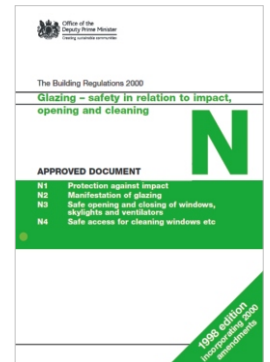 Office of the
Deputy Prime Minister
Creating sustainable communities
The Building Regulations 2000
Glazing – safety in relation to impact,
opening and cleaning
N
APPROVED DOCUMENT
N1 Protection against impact
N2 Manifestation of glazing
N3 Safe opening and closing of windows,
skylights and ventilators
N4 Safe access for cleaning windows etc
1998 edition
incorporating 2000
amendments